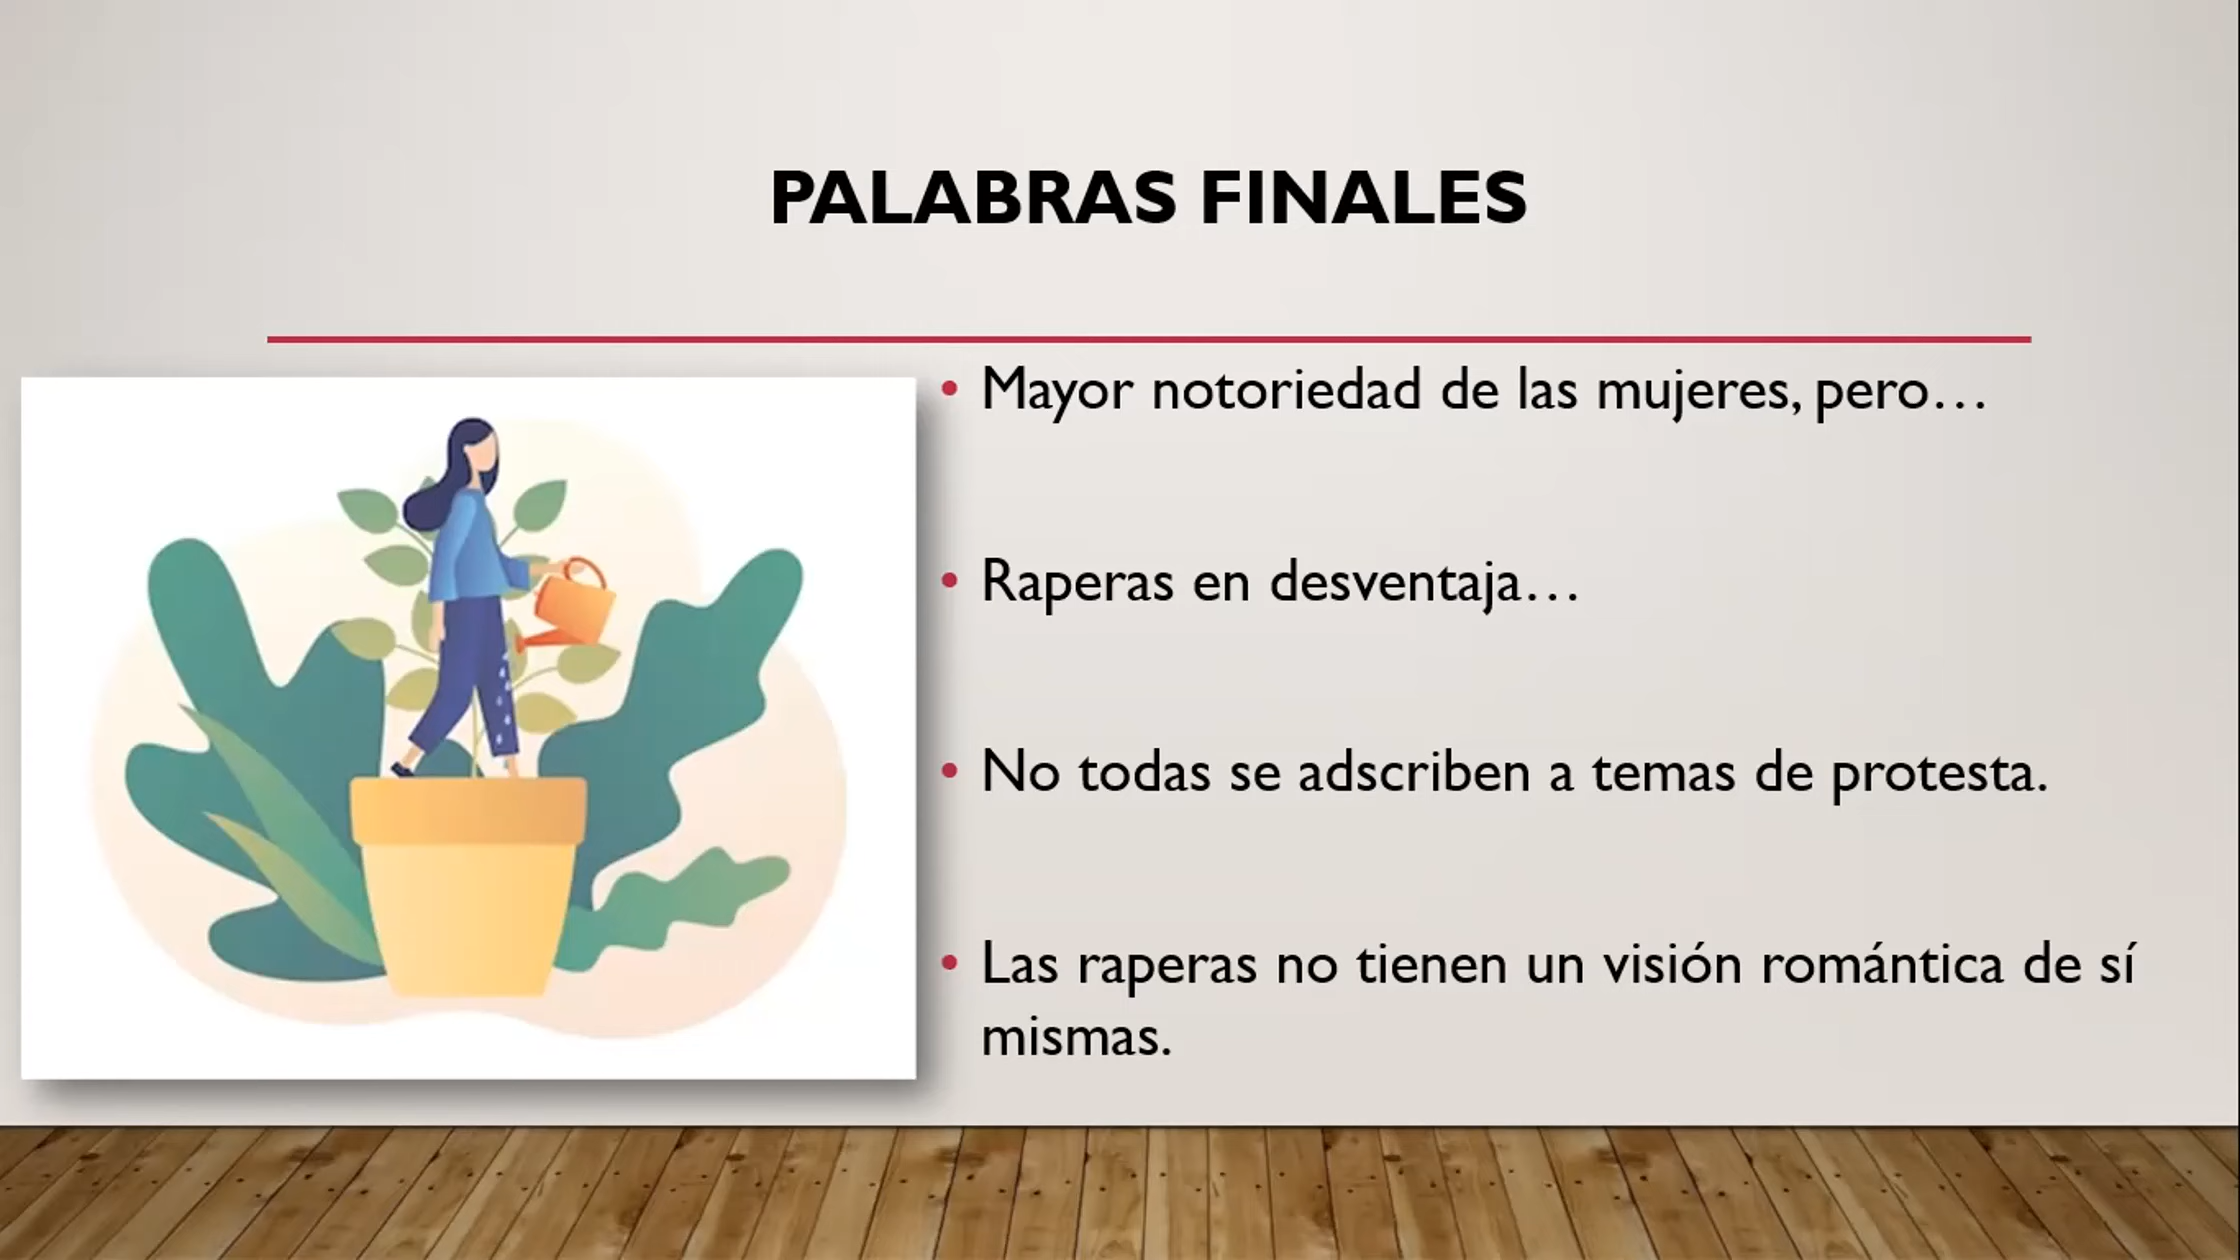 PALABRAS FINALES
• Mayor notoriedad de las mujeres, pero…
• Raperas en desventaja…
• No todas se adscriben a temas de protesta.
• Las raperas no tienen un visión romántica de sí
mismas.